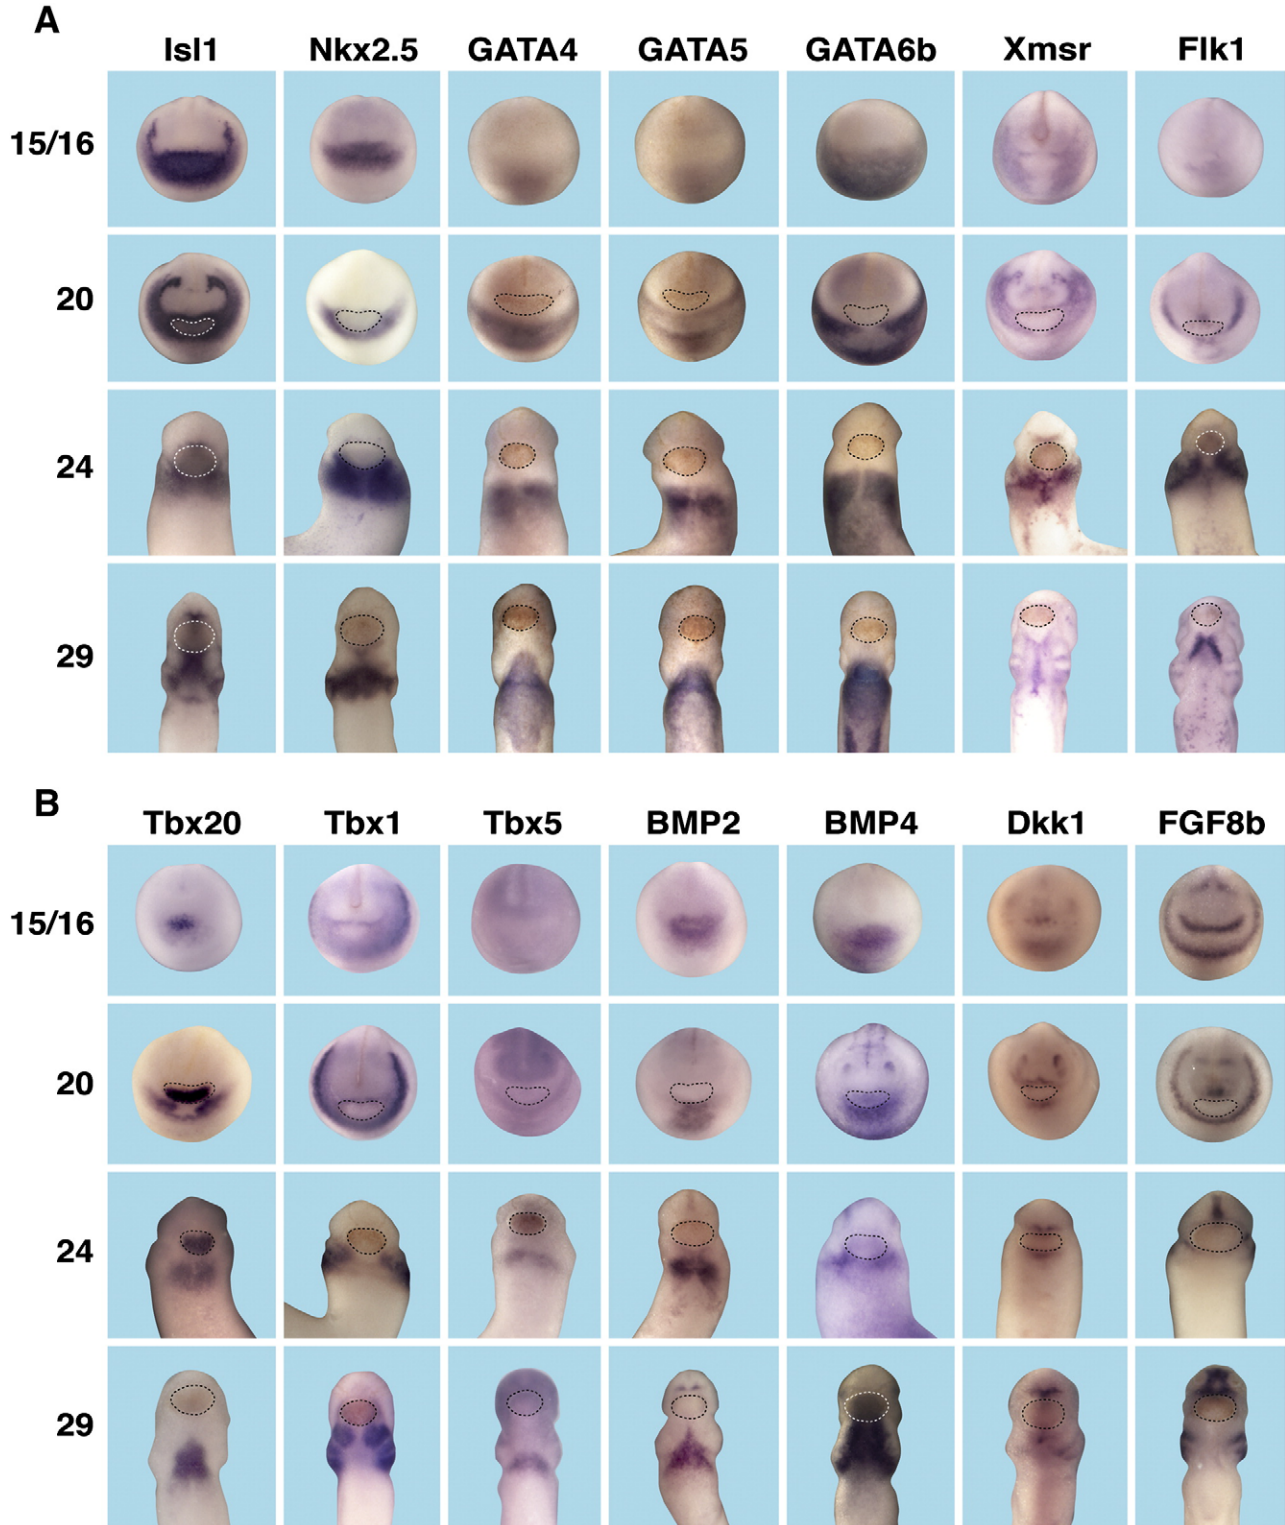 A
Isl1 Nkx2.5 GATA4 GATA5 GATA6b Xmsr Flk1
15/16
20
24
29
B
Tbx20 Tbx1 Tbx5 BMP2 BMP4 Dkk1 FGF8b
15/16
20
24
29